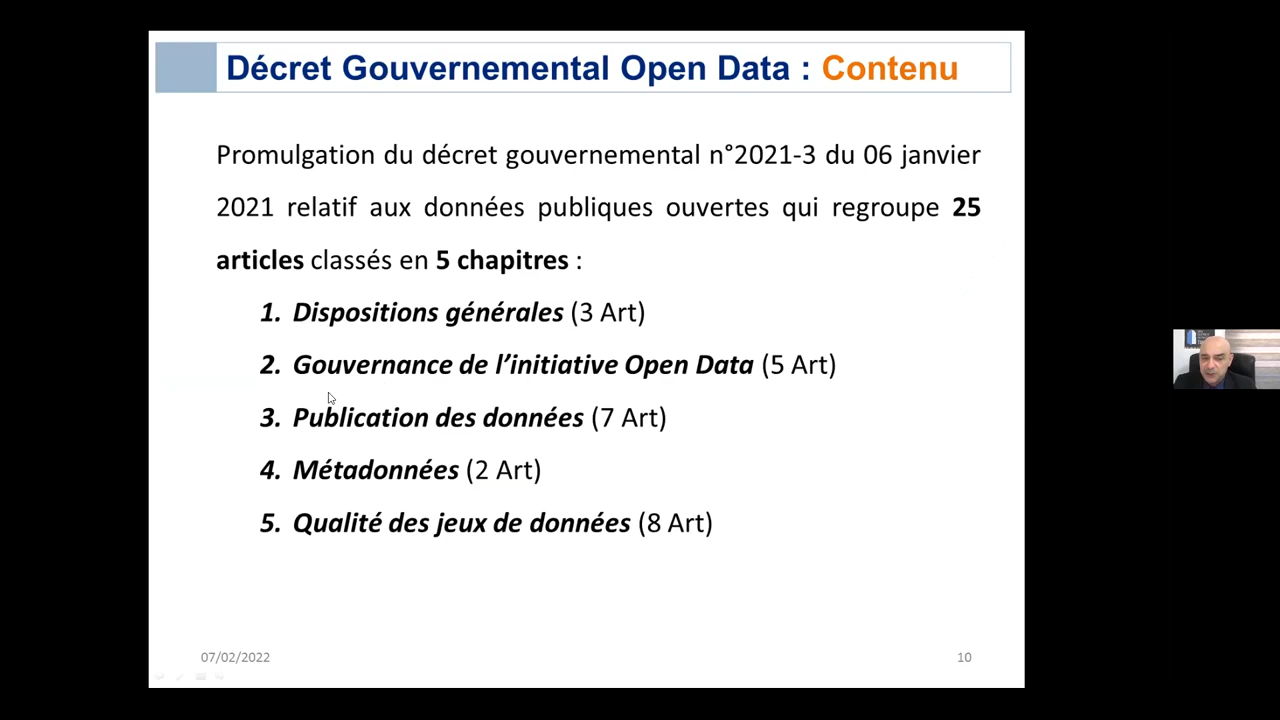 Décret Gouvernemental Open Data : Contenu
Promulgation du décret gouvernemental n°2021-3 du 06 janvier
2021 relatif aux données publiques ouvertes qui regroupe 25
articles classés en 5 chapitres :
1. Dispositions générales (3 Art)
2. Gouvernance de l’initiative Open Data (5 Art)
3. Publication des données (7 Art)
4. Métadonnées (2 Art)
5. Qualité des jeux de données (8 Art)
07/02/2022
10